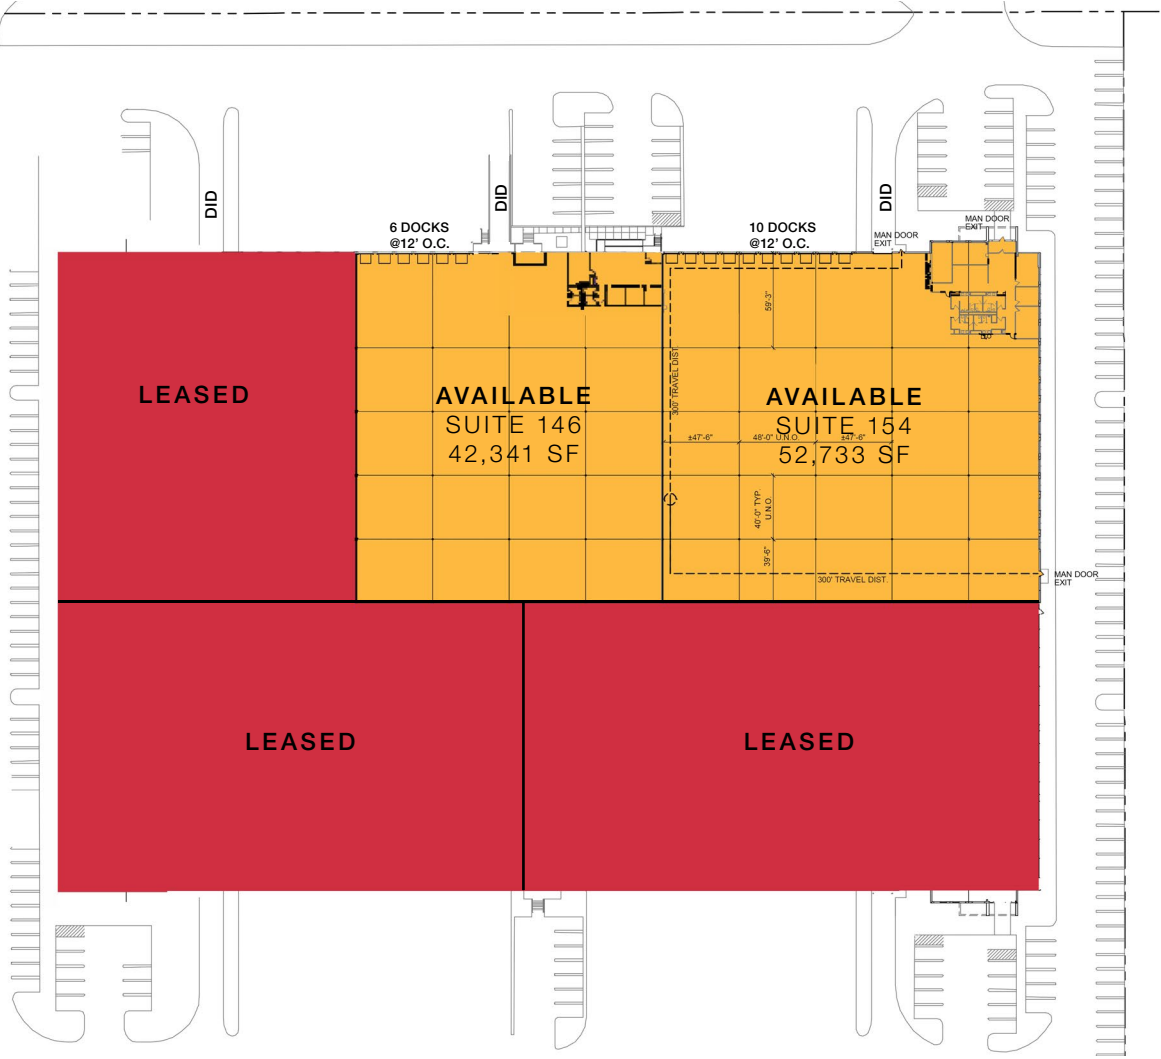 DID
DID
DID
6 DOCKS
@12' O.C.
10 DOCKS
@12' O.C.
MAN DOOR
EXIT
MAN DOOR
EXIT
59'-3"
300' TRAVEL DIST.
LEASED
AVAILABLE
SUITE 146
42,341 SF
AVAILABLE
SUITE 154
52,733 SF
±47'-6"
48'-0" U.N.O.
±47'-6"
40'-0" TYP.
U.N.O.
39'-6"
300' TRAVEL DIST.
MAN DOOR
EXIT
LEASED
LEASED